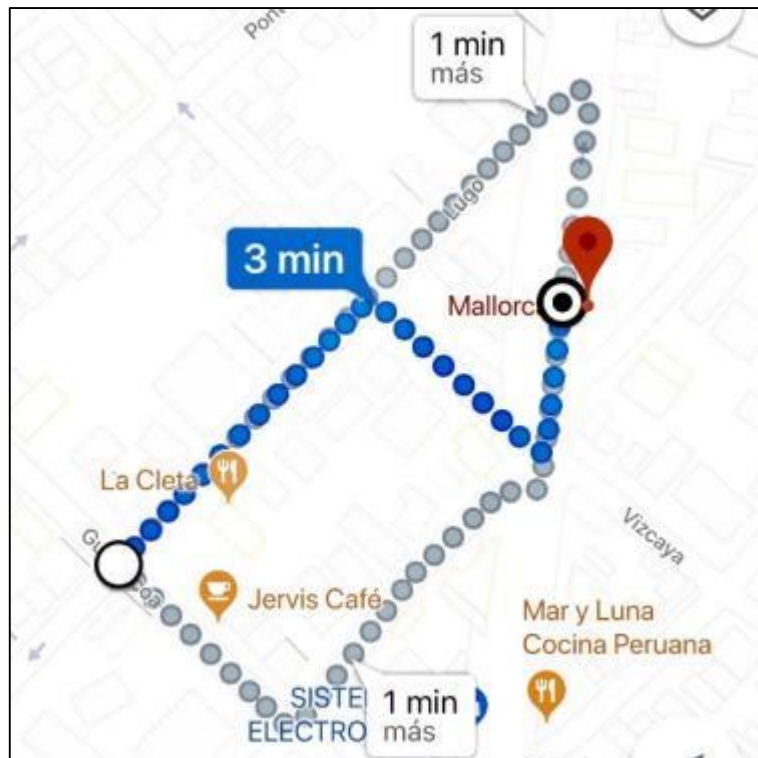 1 min
más
Lugo
3 min
Mallorc
La Cleta
Vizcaya
Jervis Café
Mar y Luna
Cocina Peruana
SISTE
ELECTRO
1 min
más